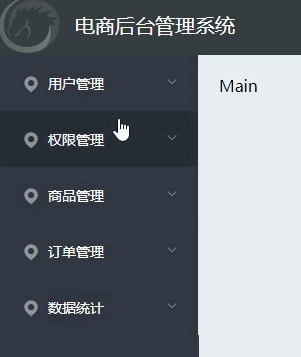 电商后台管理系统
用户管理
Main
权限管理
商品管理
订单管理
数据统计